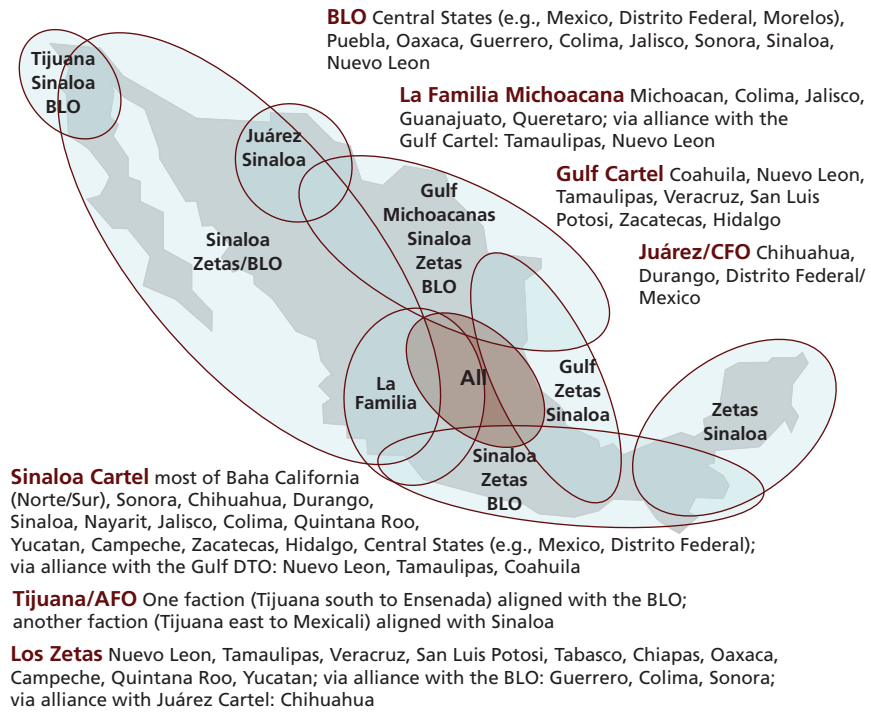 BLO Central States (e.g., Mexico, Distrito Federal, Morelos),
Puebla, Oaxaca, Guerrero, Colima, Jalisco, Sonora, Sinaloa,
Nuevo Leon
La Familia Michoacana Michoacan, Colima, Jalisco,
Guanajuato, Queretaro; via alliance with the
Gulf Cartel: Tamaulipas, Nuevo Leon
Gulf Cartel Coahuila, Nuevo Leon,
Tamaulipas, Veracruz, San Luis
Potosi, Zacatecas, Hidalgo
Juárez/CFO Chihuahua,
Durango, Distrito Federal/
Mexico
Tijuana
Sinaloa
BLO
Juárez
Sinaloa
Gulf
Michoacanas
Sinaloa
Zetas
BLO
Sinaloa
Zetas/BLO
La
Familia
All
Gulf
Zetas
Sinaloa
Zetas
Sinaloa
Sinaloa
Zetas
BLO
Sinaloa Cartel most of Baha California
(Norte/Sur), Sonora, Chihuahua, Durango,
Sinaloa, Nayarit, Jalisco, Colima, Quintana Roo,
Yucatan, Campeche, Zacatecas, Hidalgo, Central States (e.g., Mexico, Distrito Federal);
via alliance with the Gulf DTO: Nuevo Leon, Tamaulipas, Coahuila
Tijuana/AFO One faction (Tijuana south to Ensenada) aligned with the BLO;
another faction (Tijuana east to Mexicali) aligned with Sinaloa
Los Zetas Nuevo Leon, Tamaulipas, Veracruz, San Luis Potosi, Tabasco, Chiapas, Oaxaca,
Campeche, Quintana Roo, Yucatan; via alliance with the BLO: Guerrero, Colima, Sonora;
via alliance with Juárez Cartel: Chihuahua